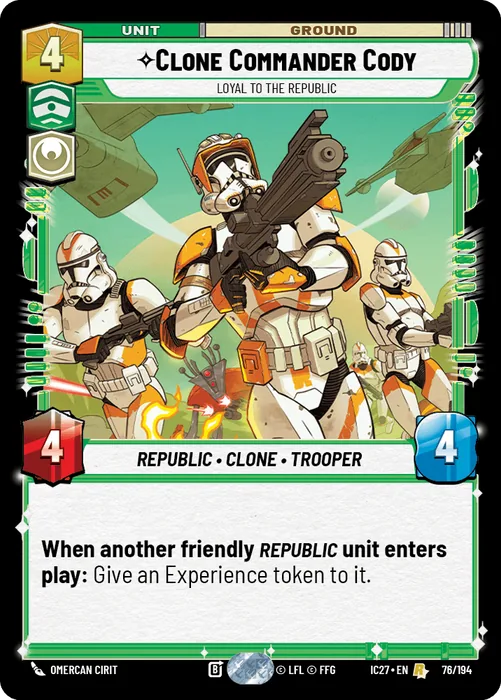 UNIT
GROUND
4
✧CLONE COMMANDER CODY
LOYAL TO THE REPUBLIC
4
4
REPUBLIC • CLONE • TROOPER
When another friendly REPUBLIC unit enters
play: Give an Experience token to it.
OMERCAN CIRIT
B
© LFL © FFG
IC27 • EN
R
76/194